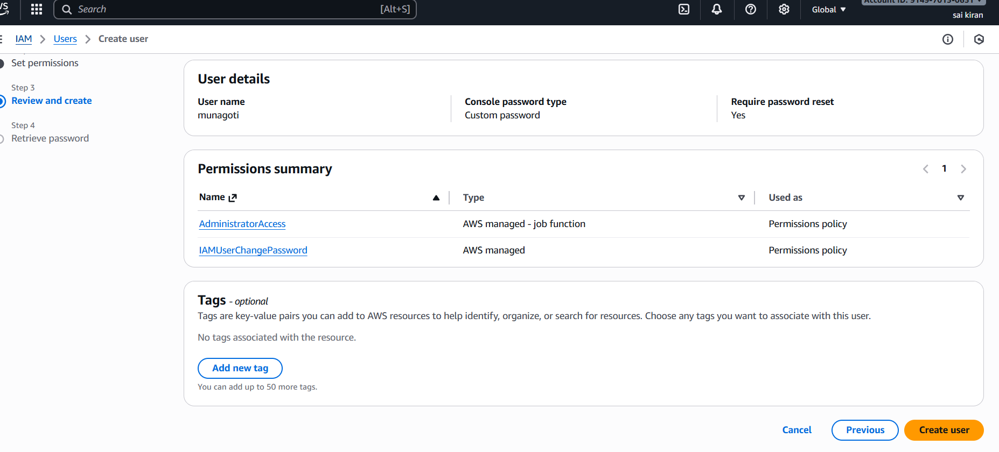 Search [Alt+S] Global
sai kiran
IAM Users Create user
Set permissions
Step 3
Review and create
Step 4
Retrieve password
User details
User name Console password type Require password reset
munagoti Custom password Yes
Permissions summary 1
Name Type Used as
AdministratorAccess AWS managed - job function Permissions policy
IAMUserChangePassword AWS managed Permissions policy
Tags - optional
Tags are key-value pairs you can add to AWS resources to help identify, organize, or search for resources. Choose any tags you want to associate with this user.
No tags associated with the resource.
Add new tag
You can add up to 50 more tags.
Cancel Previous Create user